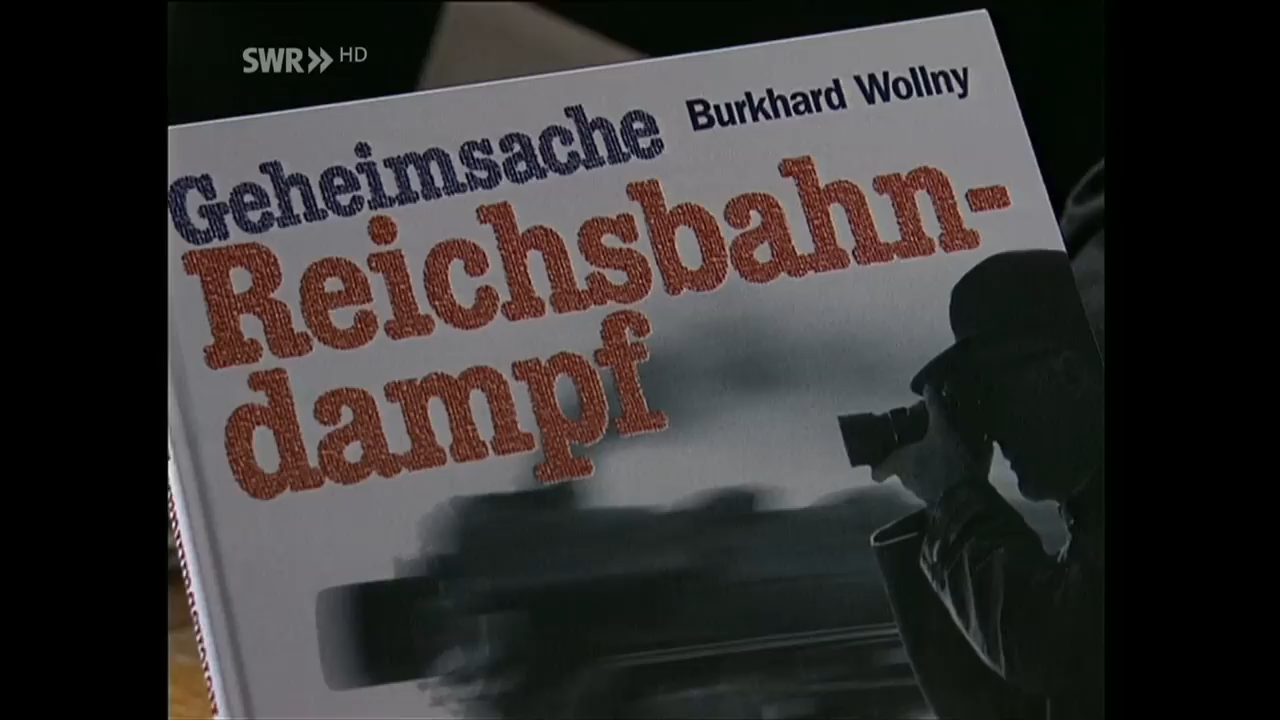 SWR>> HD
Burkhard Wollny
Geheimsache
Reichsbahn-
dampf